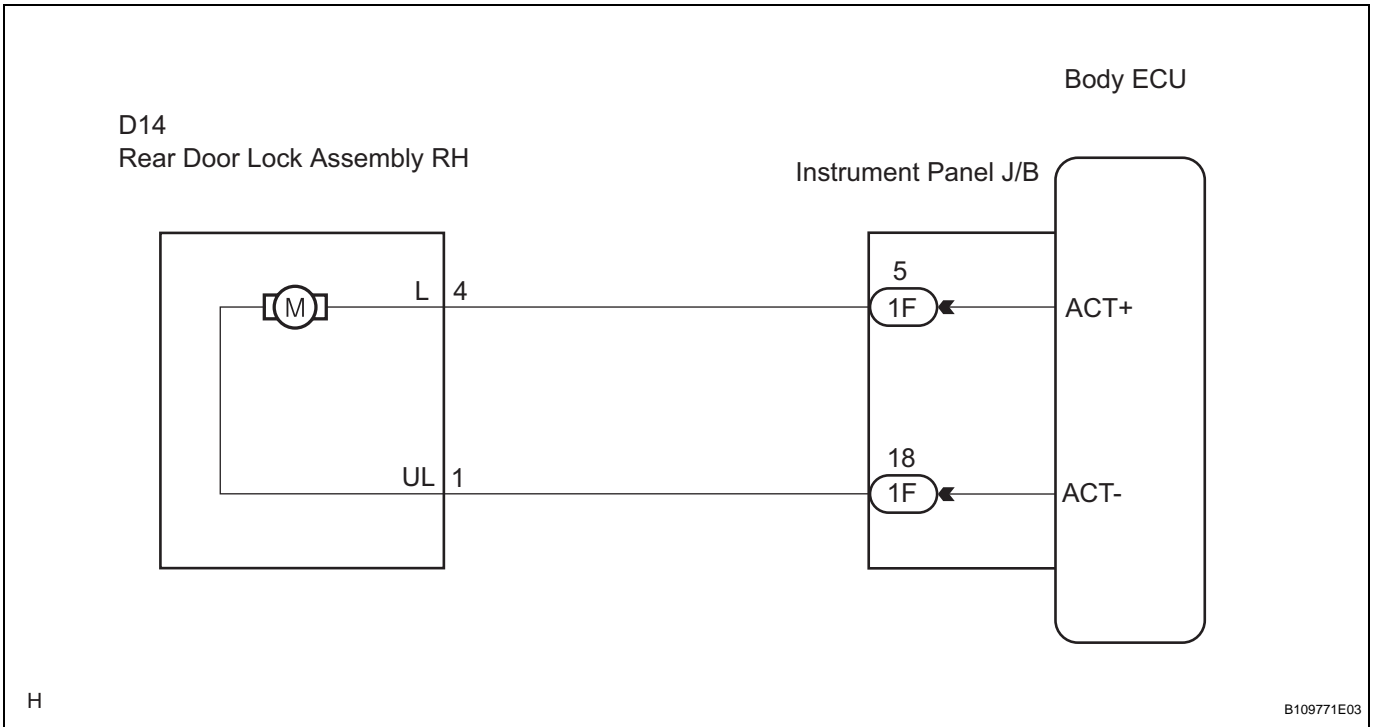 Body ECU
D14
Rear Door Lock Assembly RH
Instrument Panel J/B
5
L 4
M
1F
ACT+
18
UL 1
1F
ACT-
H
B109771E03